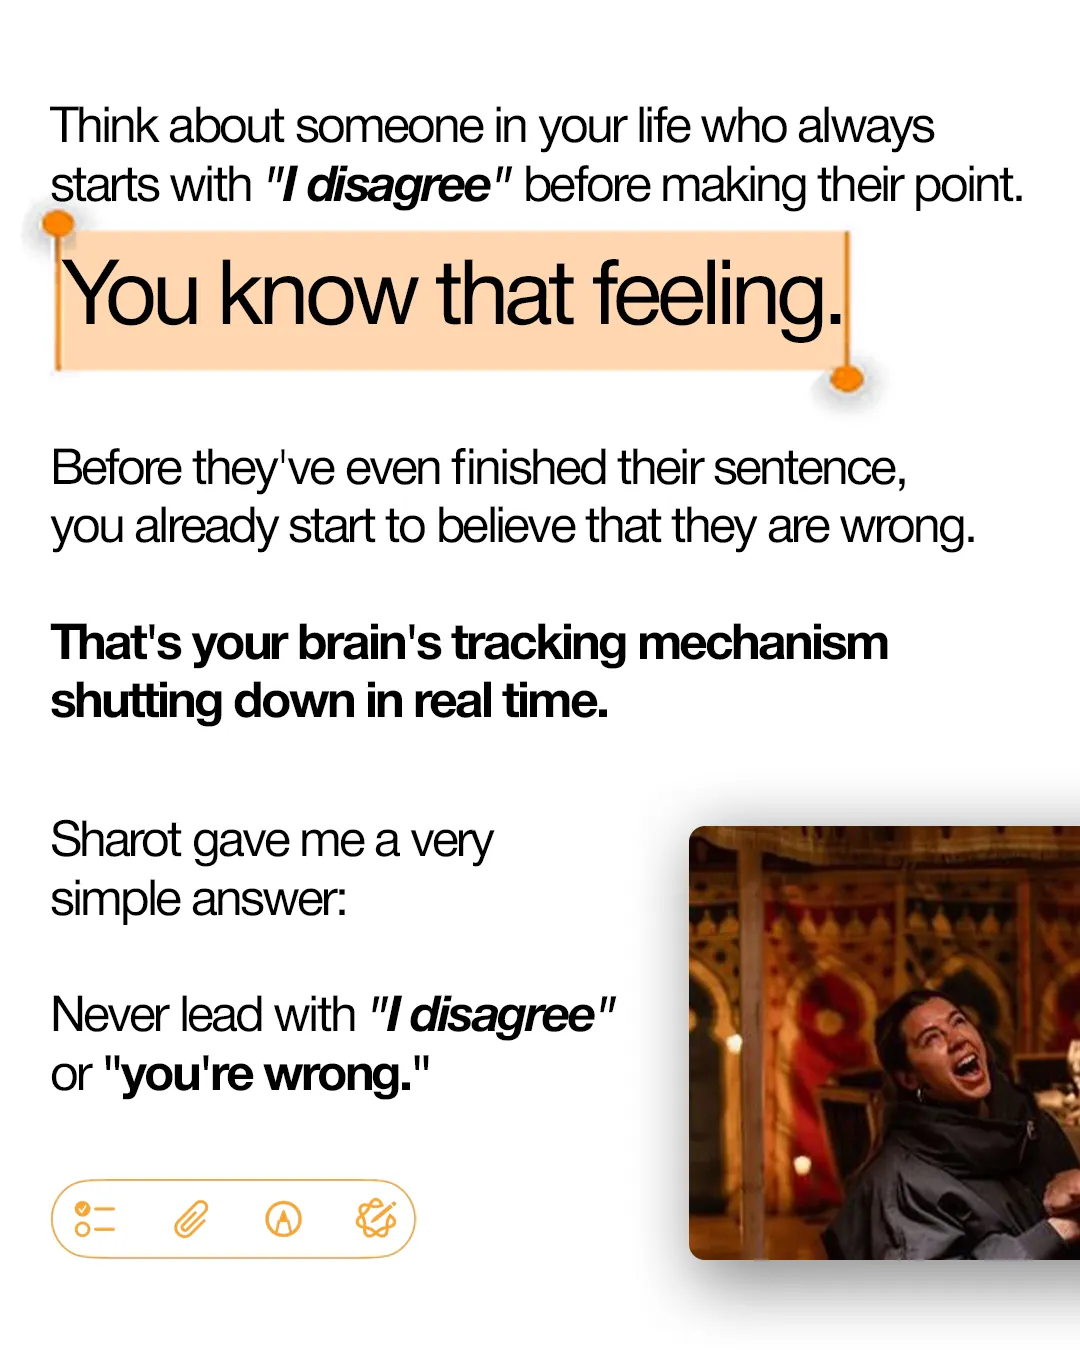 Think about someone in your life who always
starts with "I disagree" before making their point.
You know that feeling.
Before they've even finished their sentence,
you already start to believe that they are wrong.
That's your brain's tracking mechanism
shutting down in real time.
Sharot gave me a very
simple answer:
Never lead with "I disagree"
or "you're wrong."